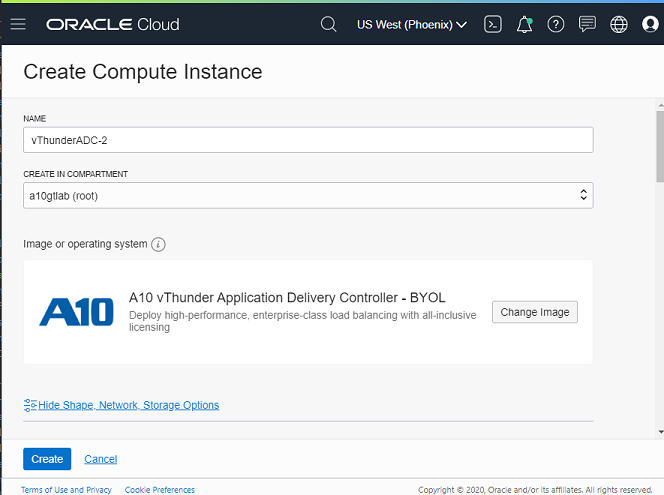 ORACLE Cloud
US West (Phoenix)
Create Compute Instance
NAME
vThunderADC-2
CREATE IN COMPARTMENT
a10gtlab (root)
Image or operating system
A10
A10 vThunder Application Delivery Controller - BYOL
Deploy high-performance, enterprise-class load balancing with all-inclusive
licensing
Change Image
Hide Shape, Network, Storage Options
Create
Cancel
Terms of Use and Privacy
Cookie Preferences
Copyright © 2020, Oracle and/or its affiliates. All rights reserved.